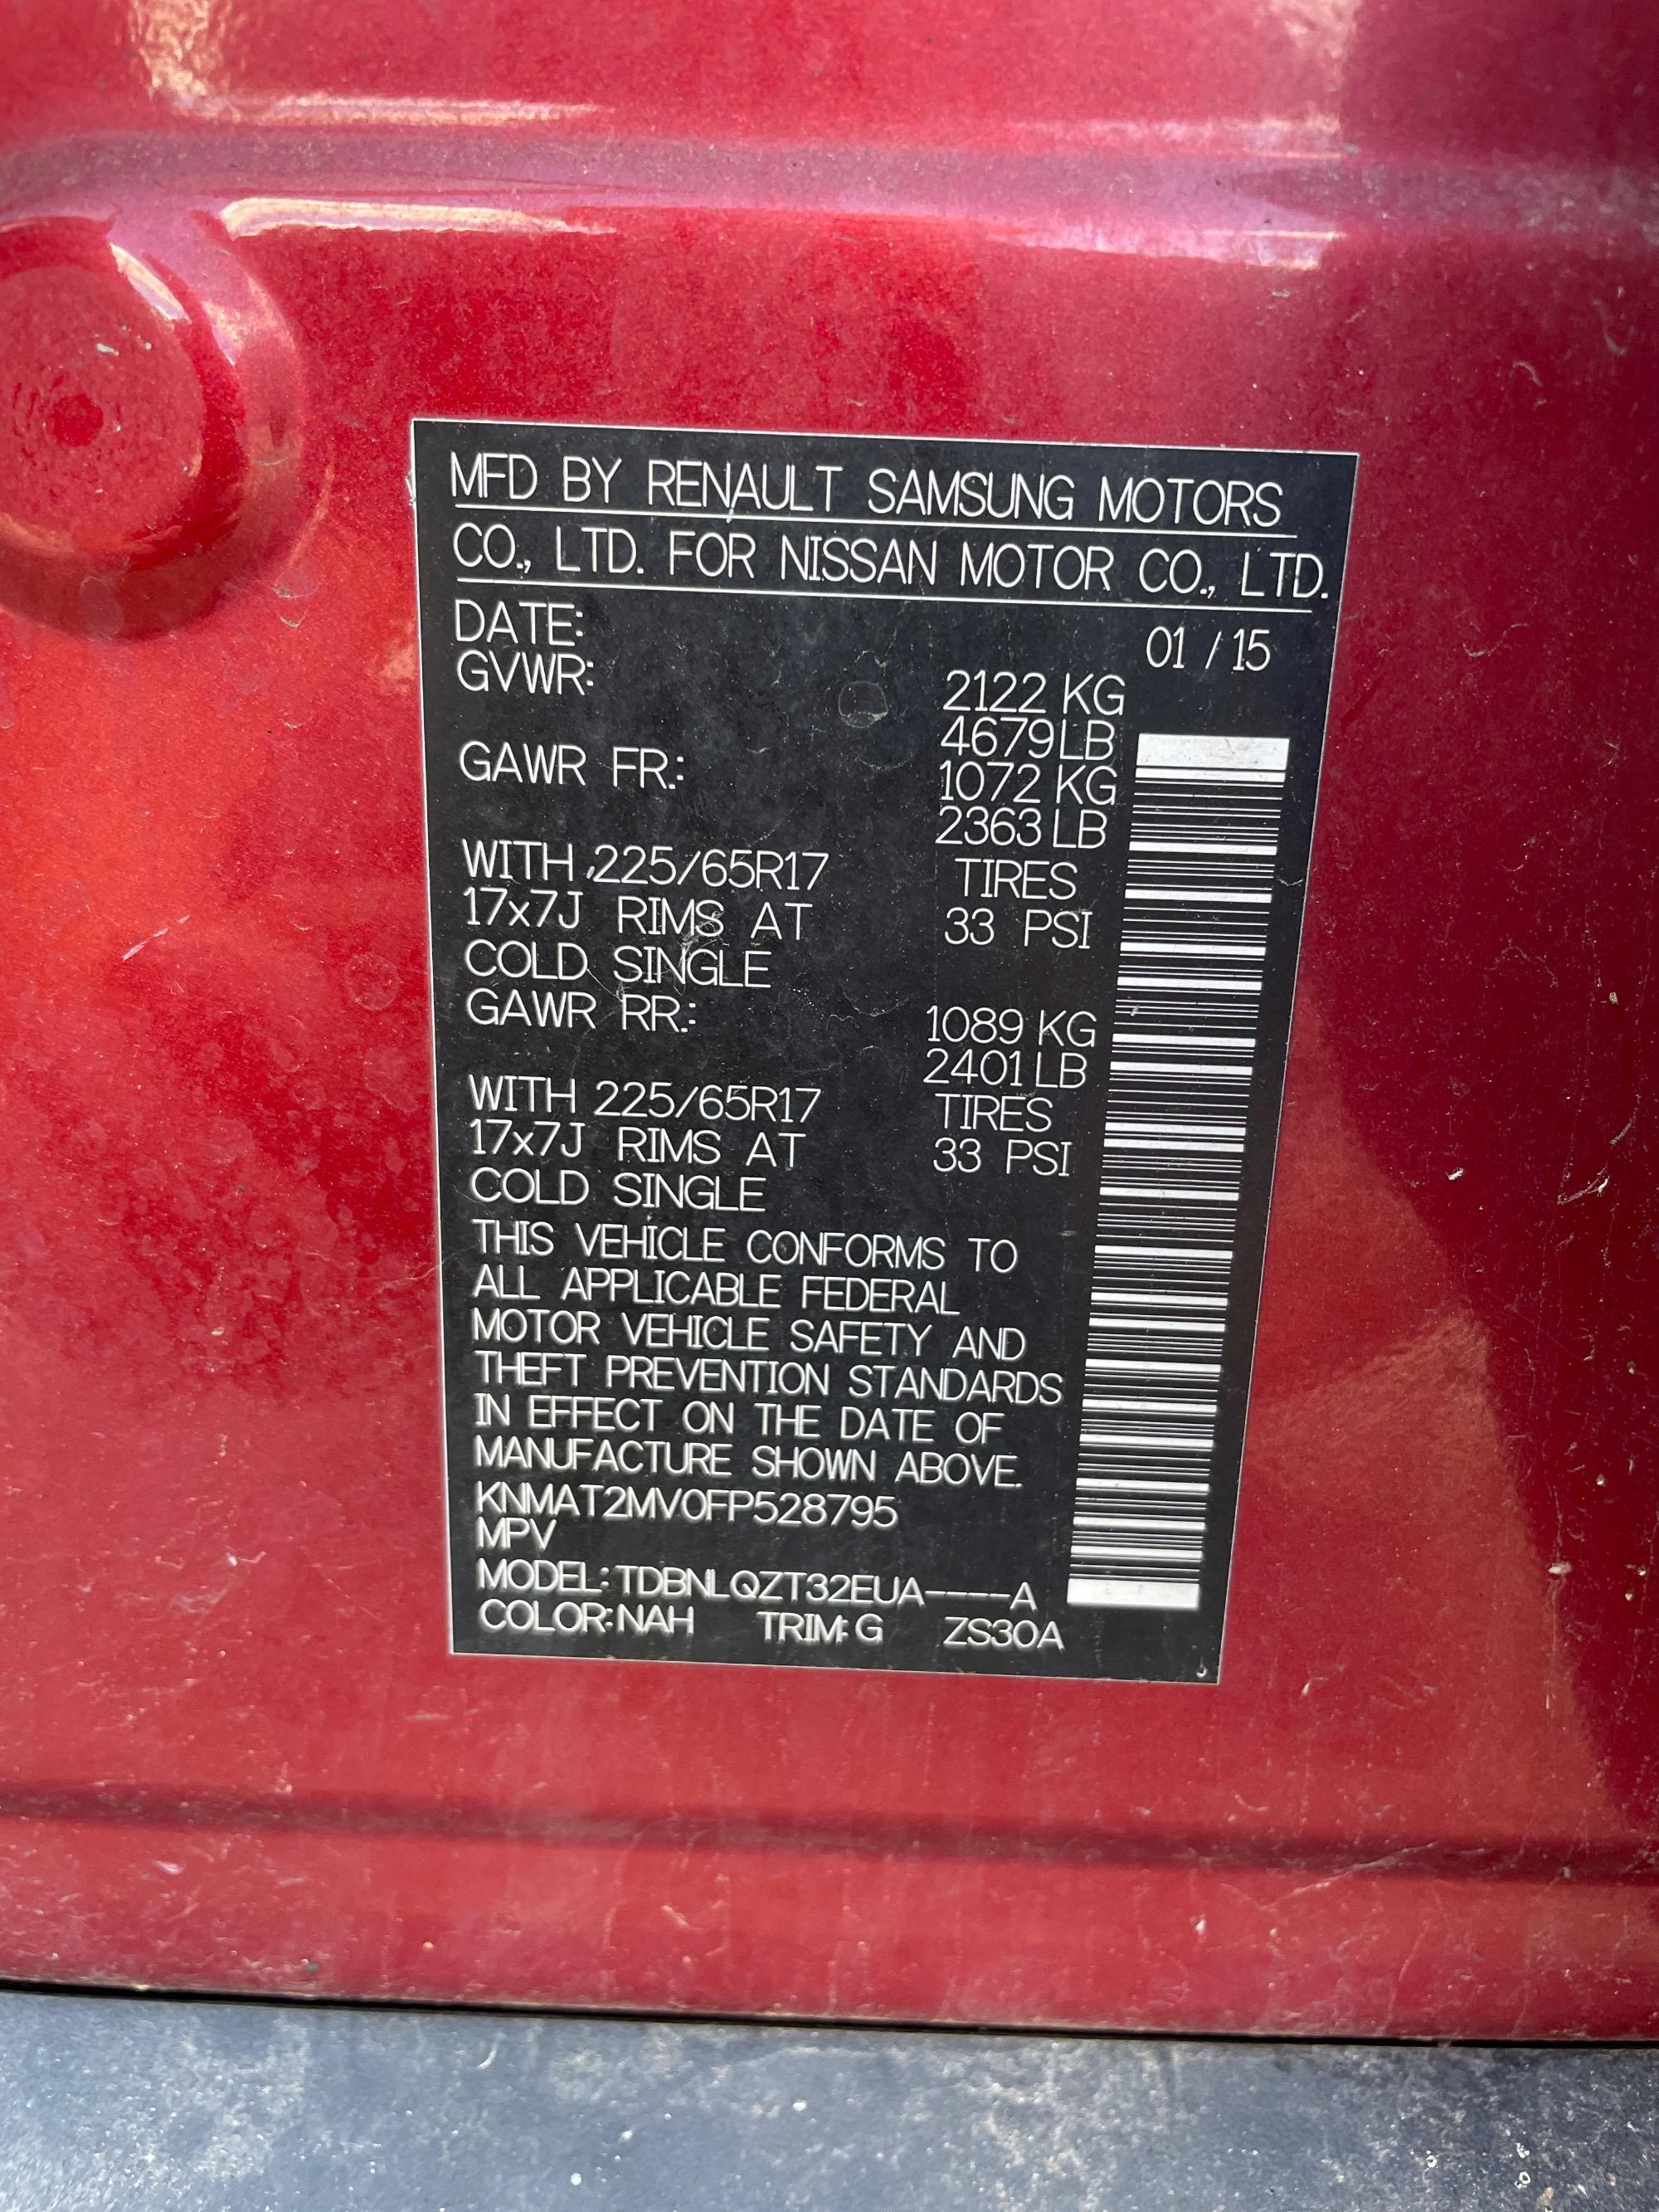 MFD BY RENAULT SAMSUNG MOTORS
CO., LTD. FOR NISSAN MOTOR CO., LTD.
DATE: 01 / 15
GVWR: 2122 KG
4679 LB
GAWR FR.: 1072 KG
2363 LB
WITH 225/65R17 TIRES
17x7J RIMS AT 33 PSI
COLD SINGLE
GAWR RR.: 1089 KG
2401 LB
WITH 225/65R17 TIRES
17x7J RIMS AT 33 PSI
COLD SINGLE
THIS VEHICLE CONFORMS TO
ALL APPLICABLE FEDERAL
MOTOR VEHICLE SAFETY AND
THEFT PREVENTION STANDARDS
IN EFFECT ON THE DATE OF
MANUFACTURE SHOWN ABOVE.
KNMAT2MV0FP528795
MPV
MODEL: TDBNLQZT32EUA----A
COLOR: NAH TRIM: G ZS30A